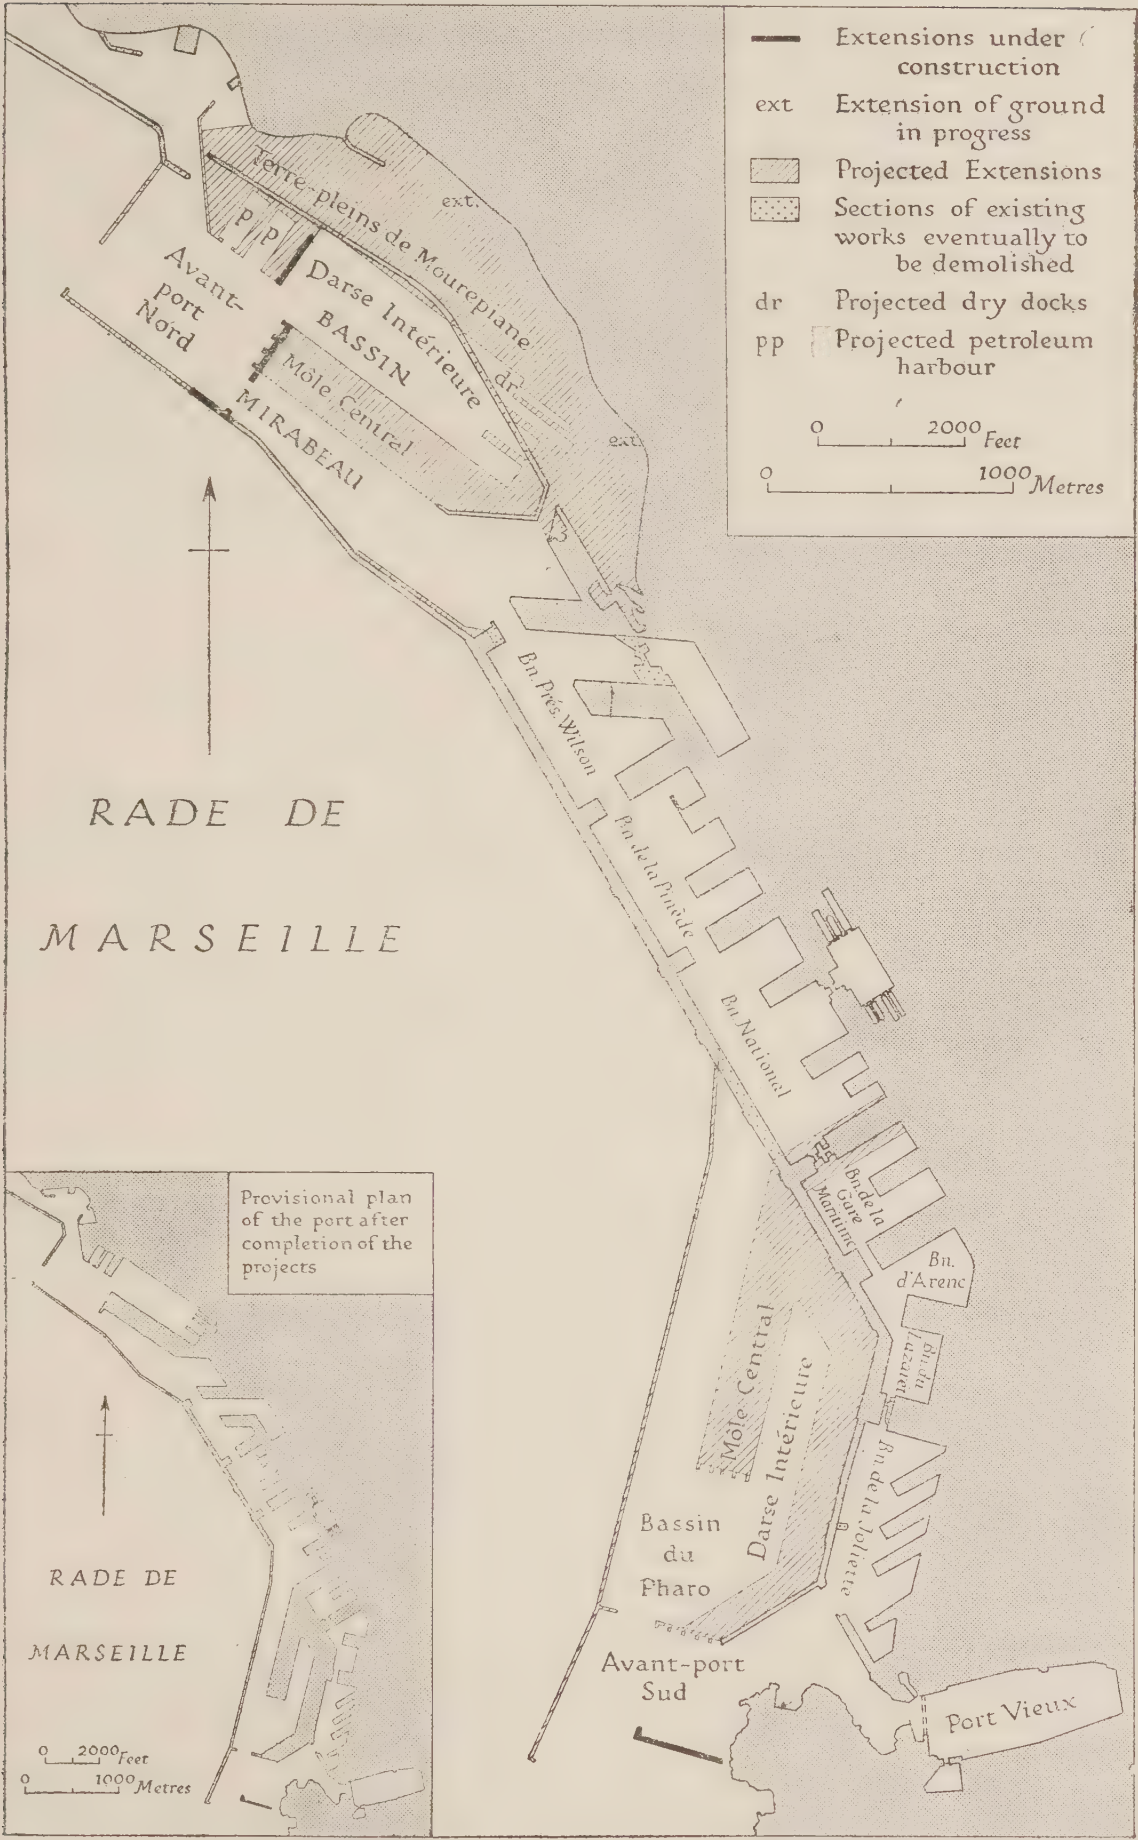 Extensions under
construction
ext Extension of ground
in progress
Projected Extensions
Sections of existing
works eventually to
be demolished
dr Projected dry docks
pp Projected petroleum
harbour
0 2000 Feet
0 1000 Metres
Terre-pleins de Mourepiane
ext.
P P
Avant-
port
Nord
Darse Intérieure
BASSIN
dr
Môle Central
MIRABEAU
ext
RADE DE
MARSEILLE
Bn. Prés. Wilson
Bn. de la Pinède
Bn. National
Bn. de la
Gare
Maritime
Bn.
d'Arenc
Bn. du
Lazaret
Môle Central
Darse Intérieure
Bn. de la Joliette
Bassin
du
Pharo
Avant-port
Sud
Port Vieux
Provisional plan
of the port after
completion of the
projects
RADE DE
MARSEILLE
0 2000 Feet
0 1000 Metres